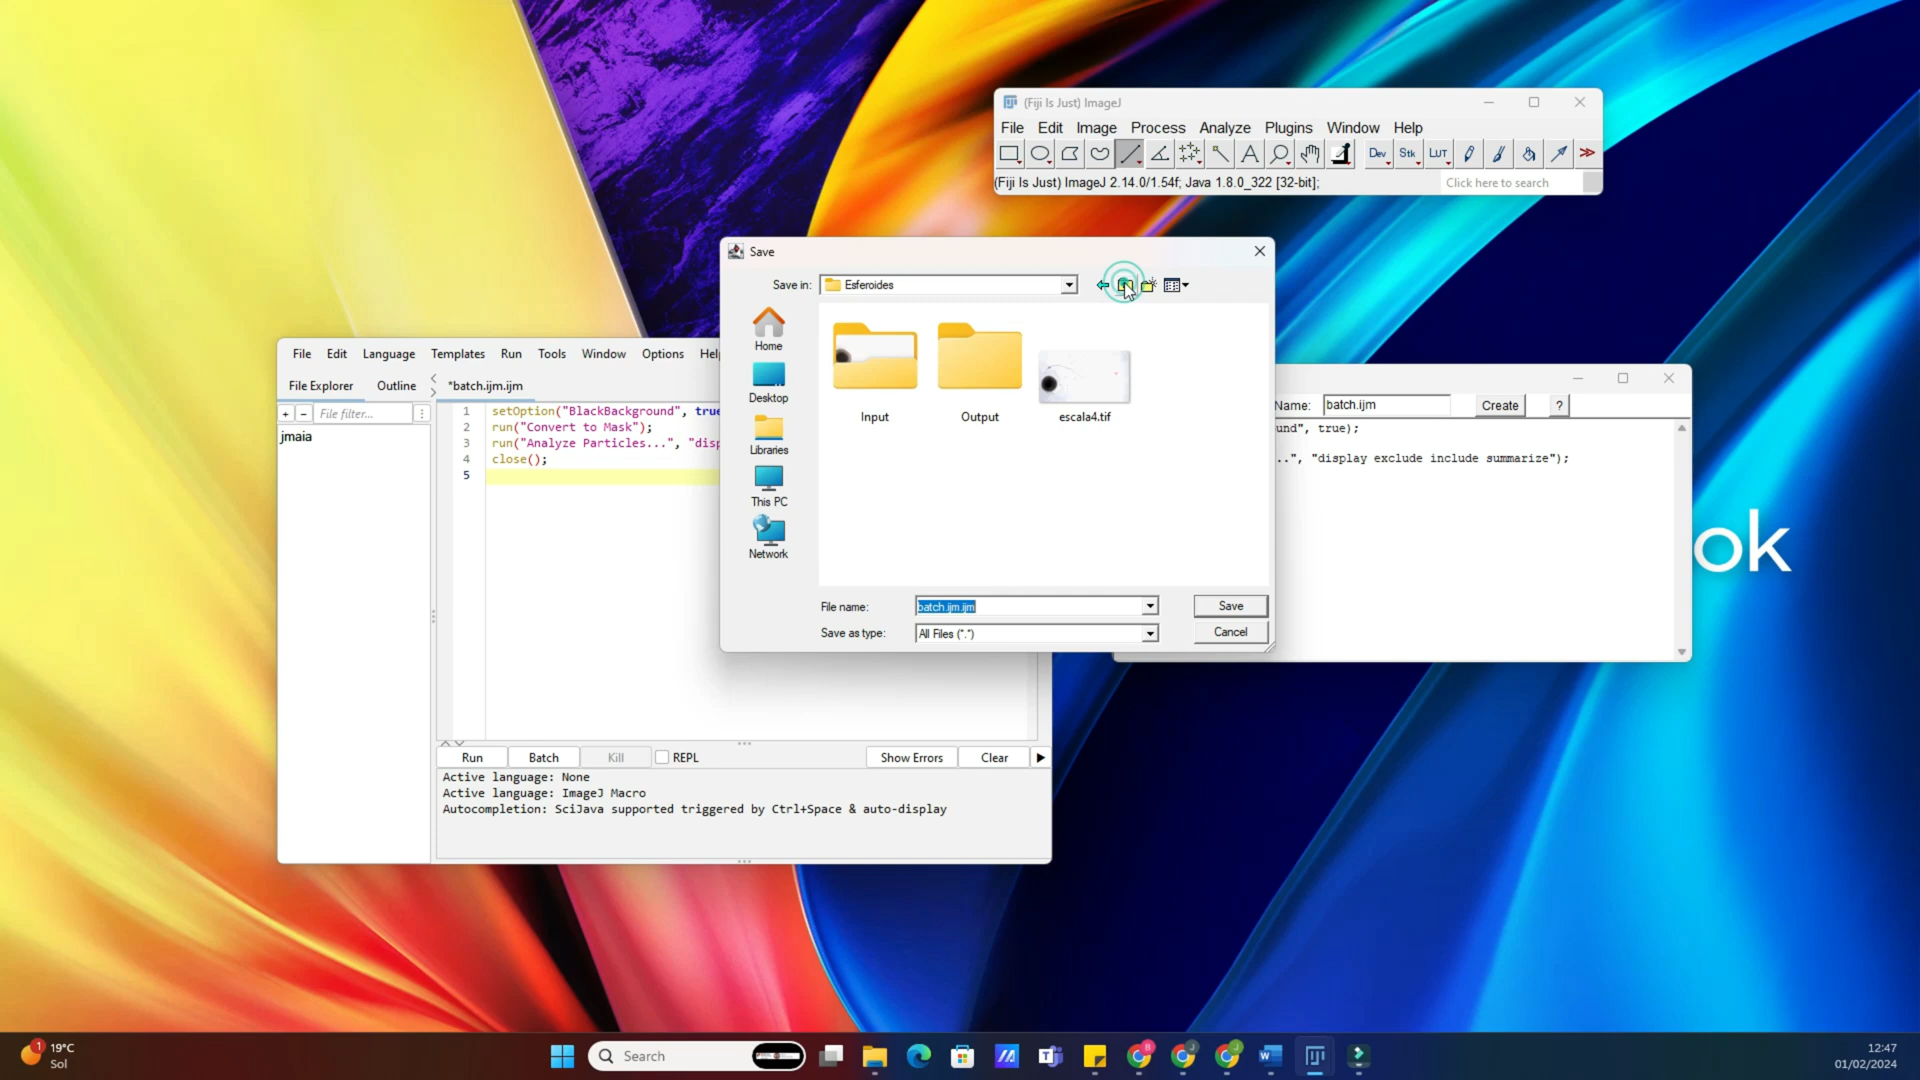 (Fiji Is Just) ImageJ
File Edit Image Process Analyze Plugins Window Help
Dev Stk LUT
(Fiji Is Just) ImageJ 2.14.0/1.54f; Java 1.8.0_322 [32-bit];
Click here to search
Save
Save in: Esferoides
Home
Desktop
Libraries
This PC
Network
Input
Output
escala4.tif
File name: batch.ijm.ijm
Save as type: All Files (*.*)
Save
Cancel
File Edit Language Templates Run Tools Window Options Hel
File Explorer Outline
*batch.ijm.ijm
File filter...
jmaia
1 setOption("BlackBackground", true
2 run("Convert to Mask");
3 run("Analyze Particles...", "disp
4 close();
5
Run Batch Kill REPL Show Errors Clear
Active language: None
Active language: ImageJ Macro
Autocompletion: SciJava supported triggered by Ctrl+Space & auto-display
Name: batch.ijm Create ?
und", true);
..", "display exclude include summarize");
ok
1
19°C
Sol
Search
12:47
01/02/2024